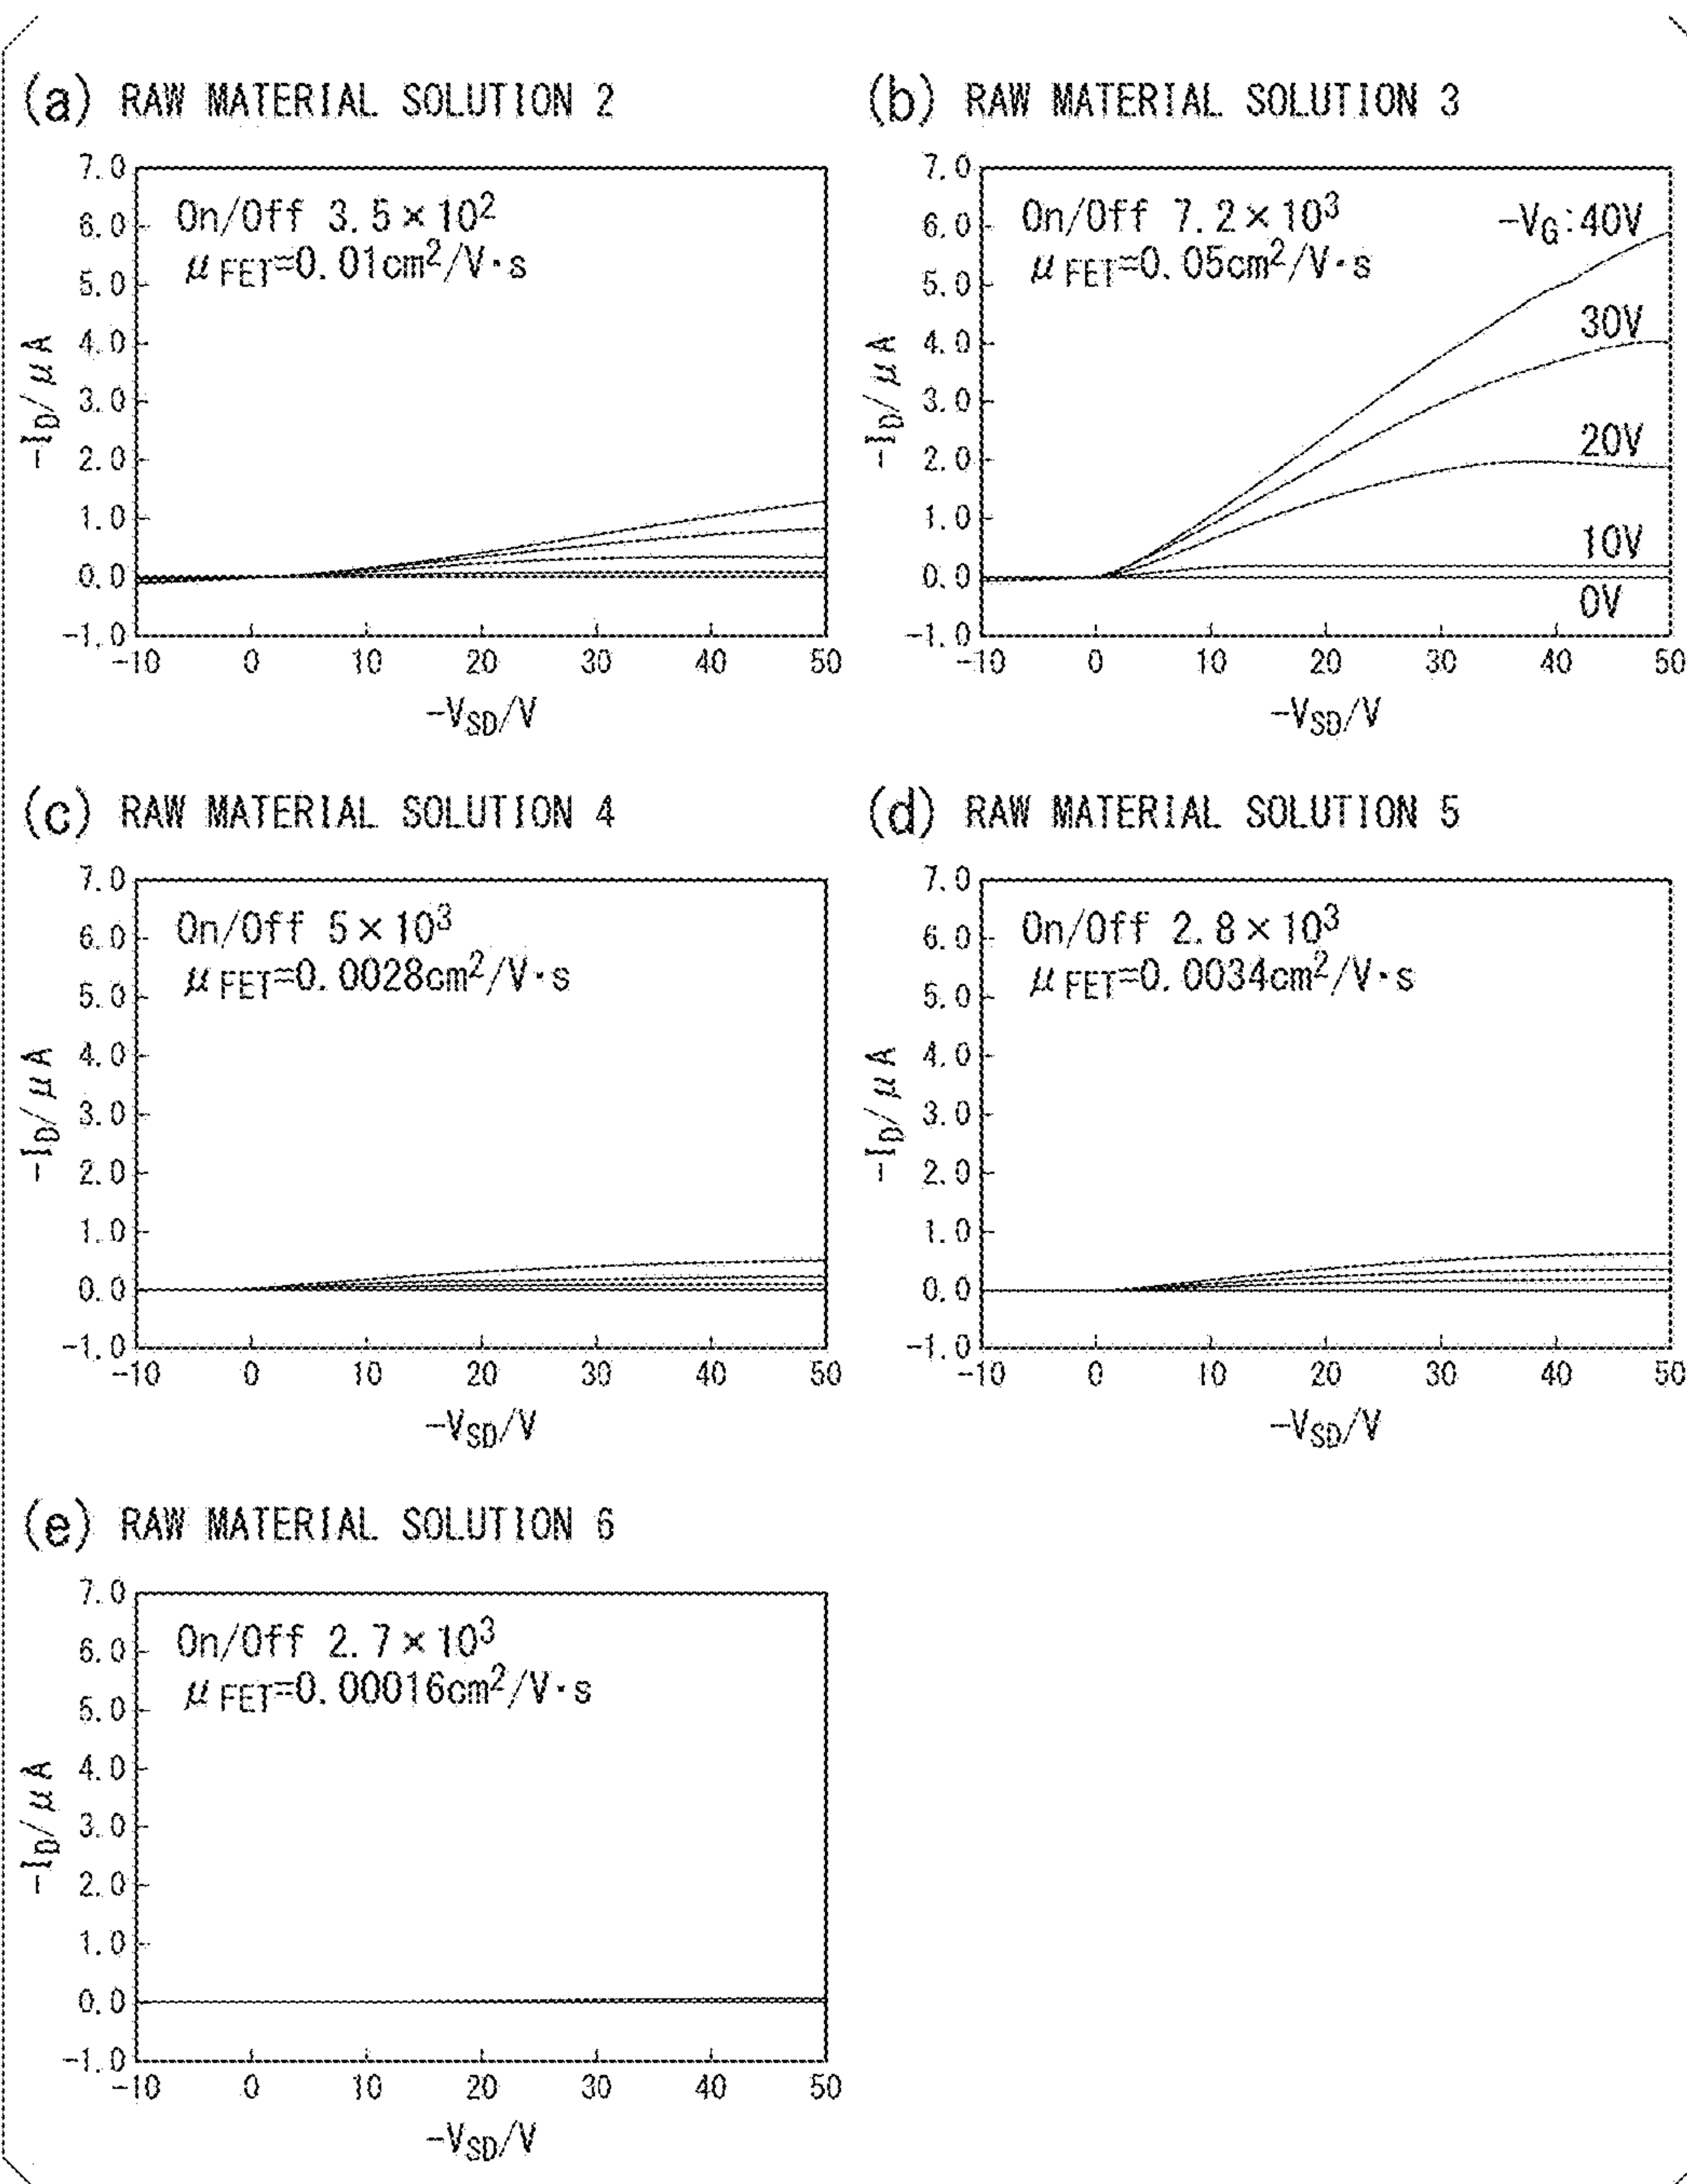 (a) RAW MATERIAL SOLUTION 2
7.0
6.0
5.0
4.0
3.0
2.0
1.0
0.0
-1.0
On/Off 3.5×10²
μFET=0.01cm²/V·s
-ID/μA
-10 0 10 20 30 40 50
-VSD/V
(b) RAW MATERIAL SOLUTION 3
7.0
6.0
5.0
4.0
3.0
2.0
1.0
0.0
-1.0
On/Off 7.2×10³
μFET=0.05cm²/V·s
-VG:40V
30V
20V
10V
0V
-ID/μA
-10 0 10 20 30 40 50
-VSD/V
(c) RAW MATERIAL SOLUTION 4
7.0
6.0
5.0
4.0
3.0
2.0
1.0
0.0
-1.0
On/Off 5×10³
μFET=0.0028cm²/V·s
-ID/μA
-10 0 10 20 30 40 50
-VSD/V
(d) RAW MATERIAL SOLUTION 5
7.0
6.0
5.0
4.0
3.0
2.0
1.0
0.0
-1.0
On/Off 2.8×10³
μFET=0.0034cm²/V·s
-ID/μA
-10 0 10 20 30 40 50
-VSD/V
(e) RAW MATERIAL SOLUTION 6
7.0
6.0
5.0
4.0
3.0
2.0
1.0
0.0
-1.0
On/Off 2.7×10³
μFET=0.00016cm²/V·s
-ID/μA
-10 0 10 20 30 40 50
-VSD/V